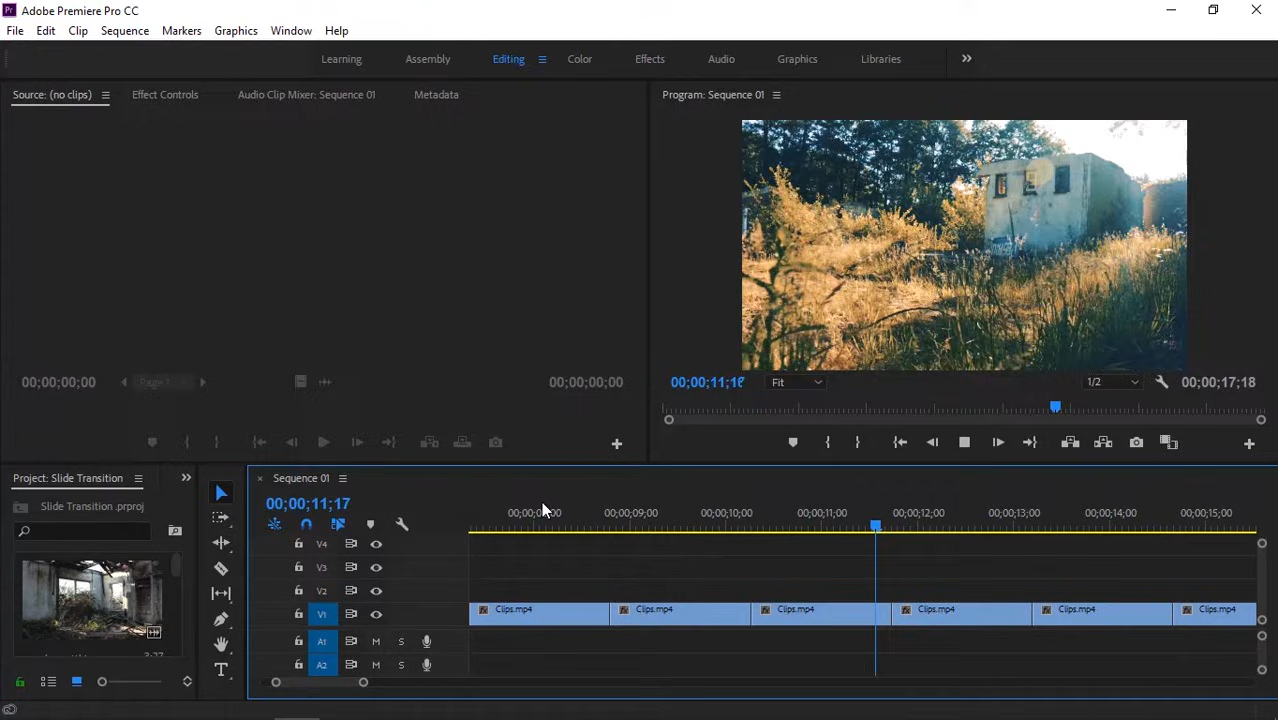 Pr Adobe Premiere Pro CC
File Edit Clip Sequence Markers Graphics Window Help
Learning Assembly Editing Color Effects Audio Graphics Libraries
Source: (no clips) Effect Controls Audio Clip Mixer: Sequence 01 Metadata
Program: Sequence 01
00;00;00;00 Page 1 00;00;00;00
Fit 1/2 00;00;17;18
Project: Slide Transition
Slide Transition .prproj
Sequence 01
00;00;11;17
00;00;09;00 00;00;10;00 00;00;11;00 00;00;12;00 00;00;13;00 00;00;14;00 00;00;15;00
V4
V3
V2
V1 Clips.mp4 Clips.mp4 Clips.mp4 Clips.mp4 Clips.mp4 Clips.mp4
A1 M S
A2 M S